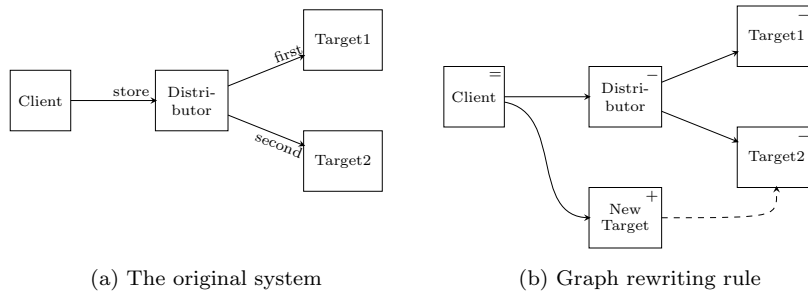 Target1
first
Client
store
Distri-
butor
second
Target2
(a) The original system
−
Target1
=
Client
−
Distri-
butor
−
Target2
+
New
Target
(b) Graph rewriting rule